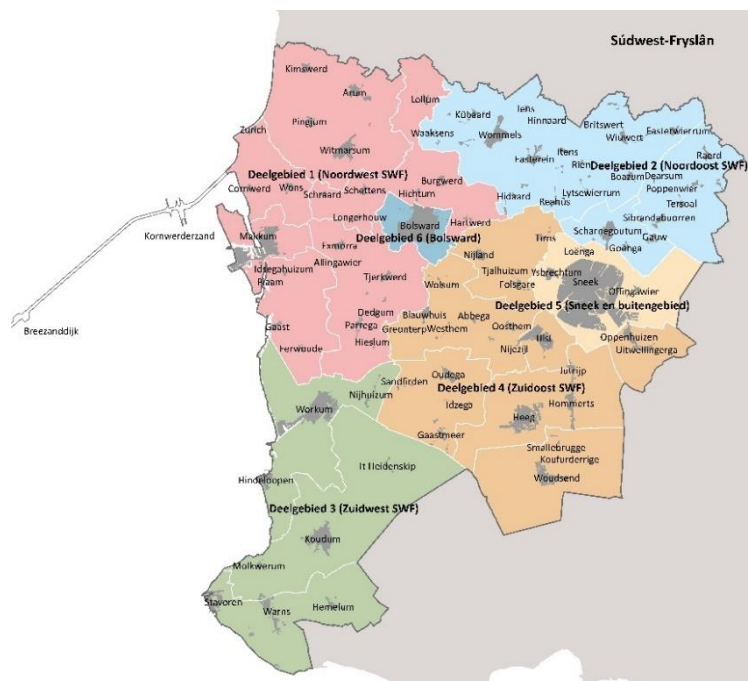 Súdwest-Fryslân
Kimswerd
Arum
Lollum
Pingjum
Zurich
Witmarsum
Waaksens
Kûbaard
Iens
Hinnaard
Wommels
Britswert
Easterwierrum
Wiuwert
Itens
Easterein
Raerd
Deelgebied 1 (Noordwest SWF)
Deelgebied 2 (Noordoost SWF)
Boazum
Dearsum
Poppenwier
Lytsewierrum
Tersoal
Cornwerd
Wons
Schraard
Schettens
Burgwerd
Hichtum
Hidaard
Reahûs
Sibrandabuorren
Longerhouw
Bolsward
Hartwerd
Scharnegoutum
Gauw
Goënga
Kornwerderzand
Makkum
Exmorra
Deelgebied 6 (Bolsward)
Tirns
Loënga
Allingawier
Nijland
Idsegahuizum
Piaam
Tjerkwerd
Tjalhuizum
Ysbrechtum
Folsgare
Sneek
Offingawier
Wolsum
Deelgebied 5 (Sneek en buitengebied)
Dedgum
Blauwhuis
Abbega
Parrega
Greonterp
Westhem
Oosthem
Gaast
Breezanddijk
Hieslum
Nijezijl
IJlst
Oppenhuizen
Uitwellingerga
Ferwoude
Sandfirden
Oudega
Jutrijp
Deelgebied 4 (Zuidoost SWF)
Nijhuizum
Idzega
Hommerts
Workum
Heeg
Gaastmeer
Smallebrugge
Koufurderrige
It Heidenskip
Woudsend
Hindeloopen
Deelgebied 3 (Zuidwest SWF)
Koudum
Molkwerum
Stavoren
Warns
Hemelum